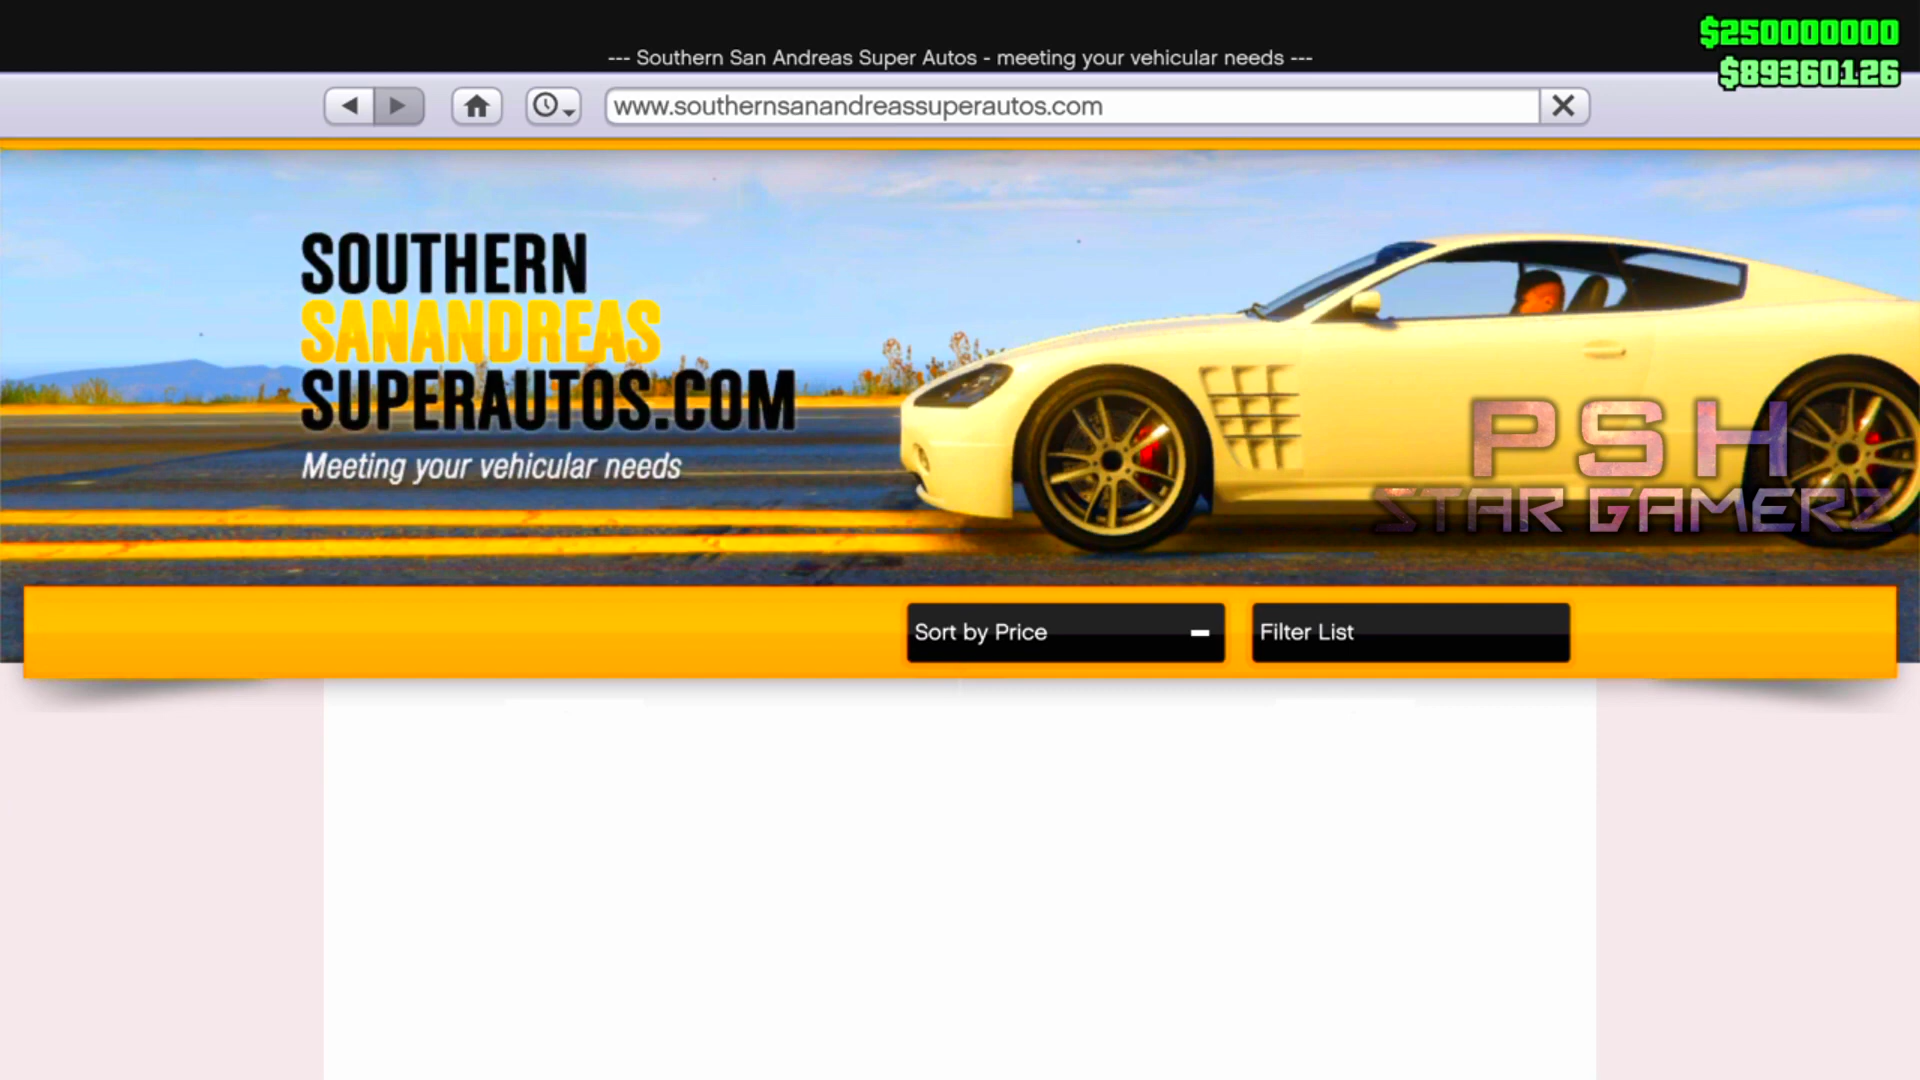 $250000000
--- Southern San Andreas Super Autos - meeting your vehicular needs ---
$89360126
www.southernsanandreassuperautos.com
SOUTHERN
SANANDREAS
SUPERAUTOS.COM
Meeting your vehicular needs
PSH
STAR GAMERZ
Sort by Price
Filter List